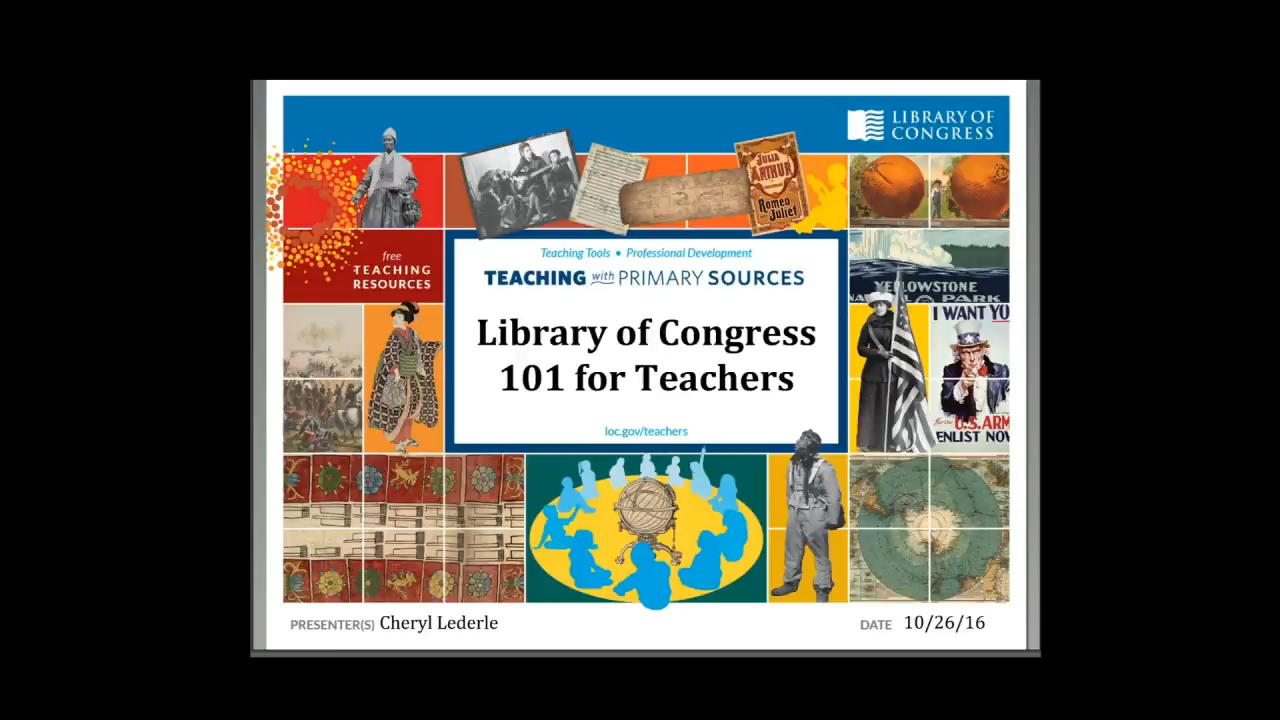 LIBRARY OF
CONGRESS
JULIA
ARTHUR
Romeo
Juliet
free
TEACHING
RESOURCES
Teaching Tools • Professional Development
TEACHING with PRIMARY SOURCES
Library of Congress
101 for Teachers
loc.gov/teachers
YELLOWSTONE
PARK
I WANT YO
for the U.S. ARM
ENLIST NOW
PRESENTER(S) Cheryl Lederle
DATE 10/26/16